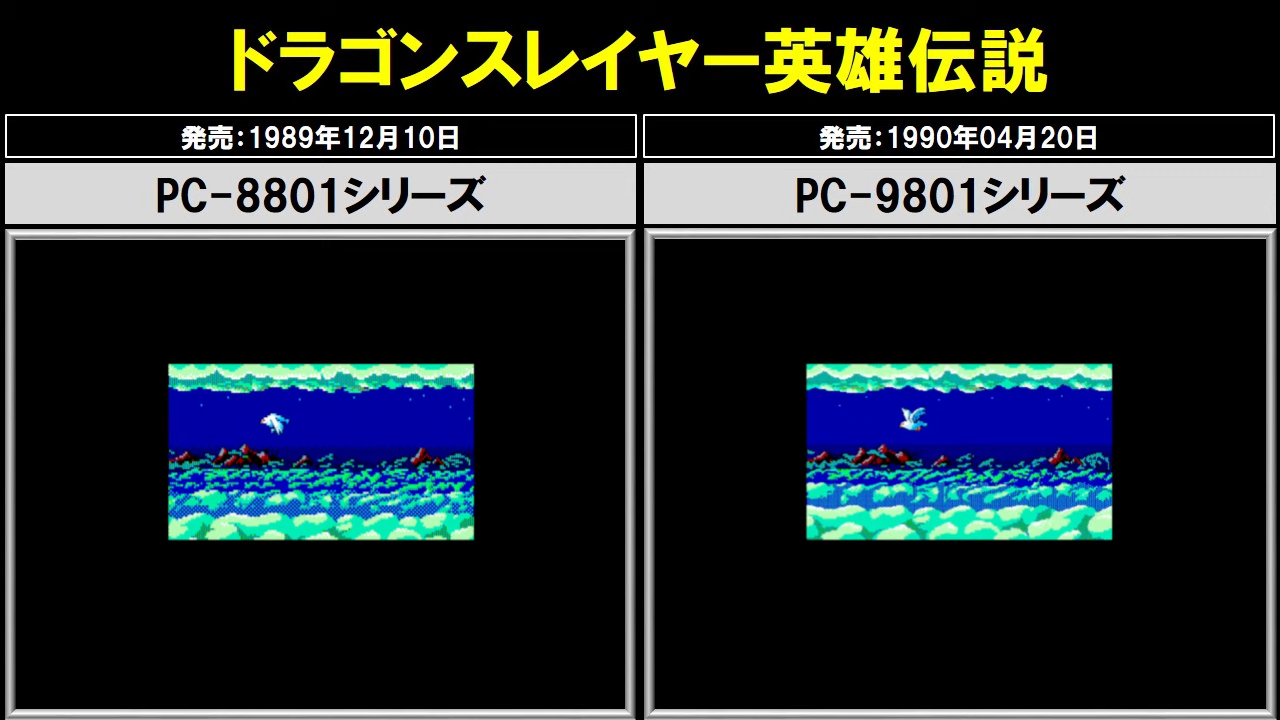 ドラゴンスレイヤー英雄伝説
発売:1989年12月10日
PC-8801シリーズ
発売:1990年04月20日
PC-9801シリーズ